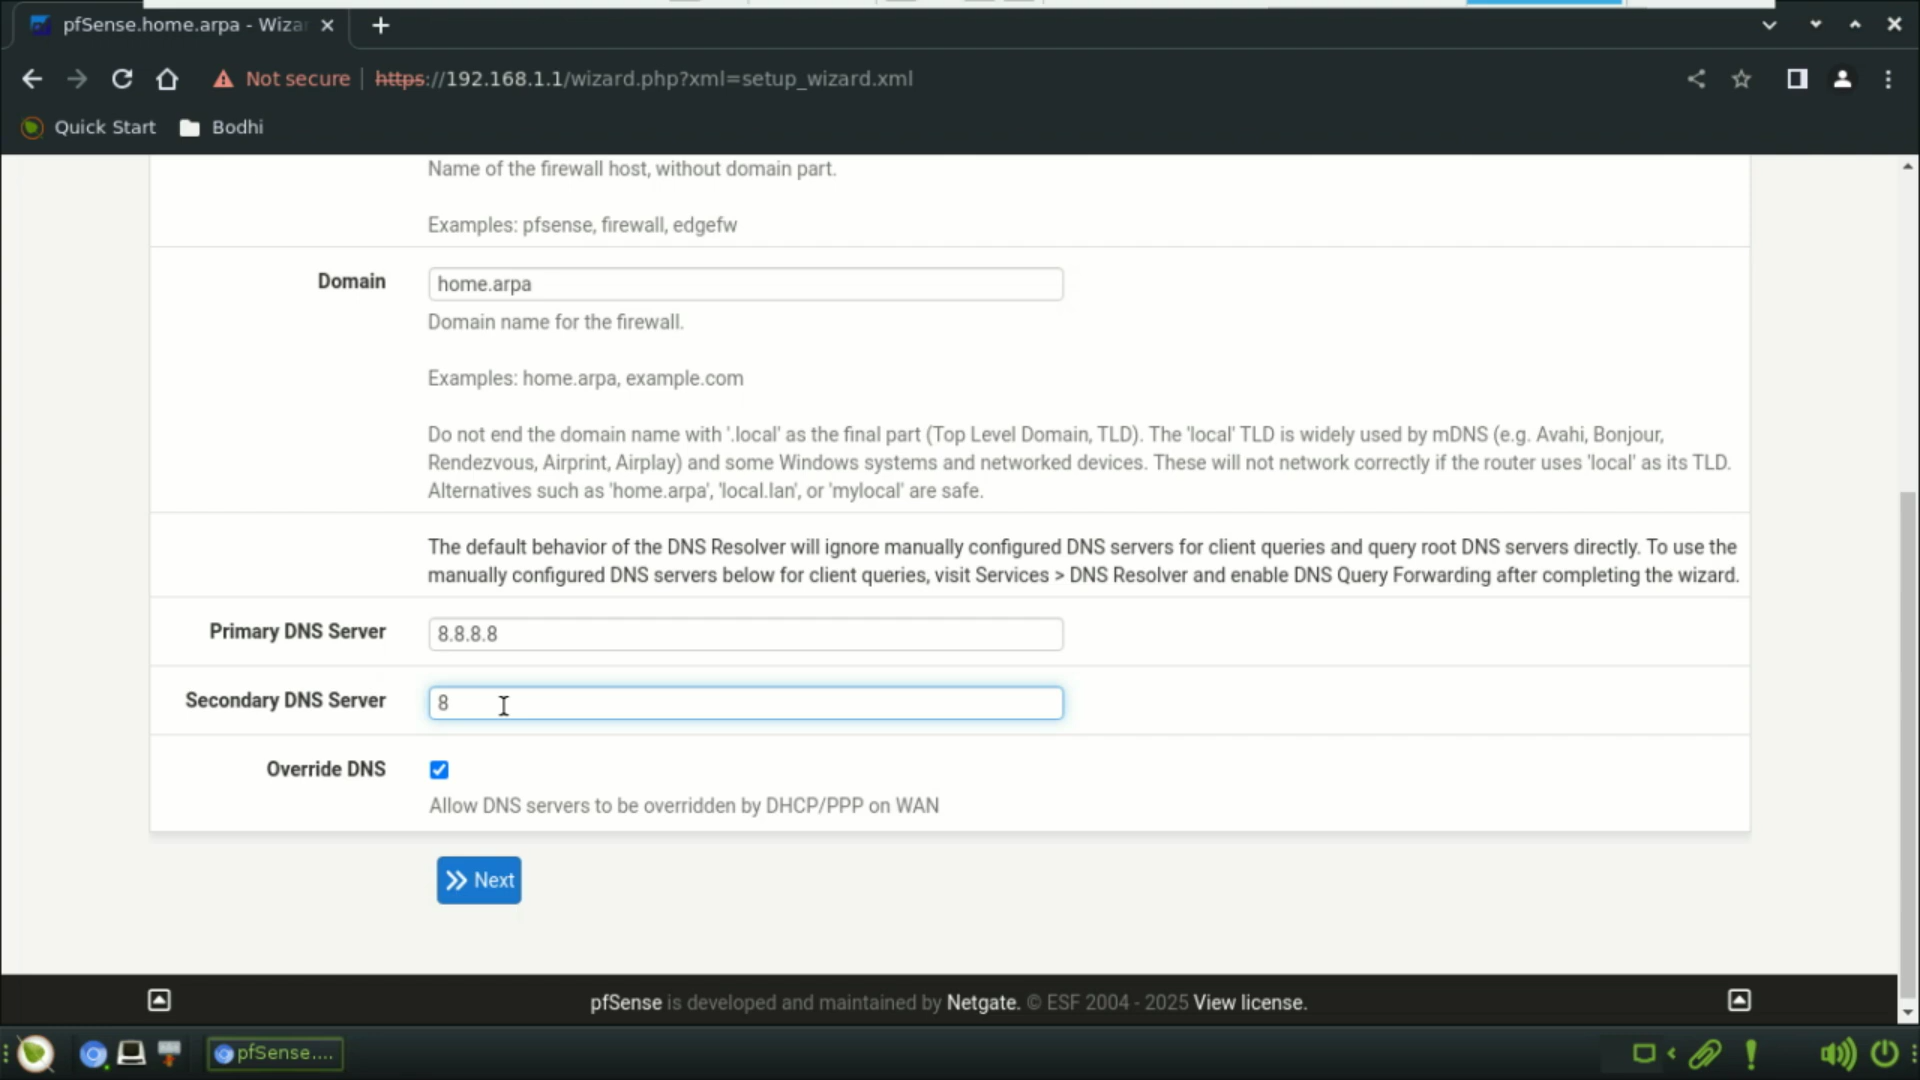 pfSense.home.arpa - Wiza
Not secure
https://192.168.1.1/wizard.php?xml=setup_wizard.xml
Quick Start
Bodhi
Name of the firewall host, without domain part.
Examples: pfsense, firewall, edgefw
Domain
home.arpa
Domain name for the firewall.
Examples: home.arpa, example.com
Do not end the domain name with '.local' as the final part (Top Level Domain, TLD). The 'local' TLD is widely used by mDNS (e.g. Avahi, Bonjour,
Rendezvous, Airprint, Airplay) and some Windows systems and networked devices. These will not network correctly if the router uses 'local' as its TLD.
Alternatives such as 'home.arpa', 'local.lan', or 'mylocal' are safe.
The default behavior of the DNS Resolver will ignore manually configured DNS servers for client queries and query root DNS servers directly. To use the
manually configured DNS servers below for client queries, visit Services > DNS Resolver and enable DNS Query Forwarding after completing the wizard.
Primary DNS Server
8.8.8.8
Secondary DNS Server
8
Override DNS
Allow DNS servers to be overridden by DHCP/PPP on WAN
Next
pfSense is developed and maintained by Netgate. © ESF 2004 - 2025 View license.
pfSense....